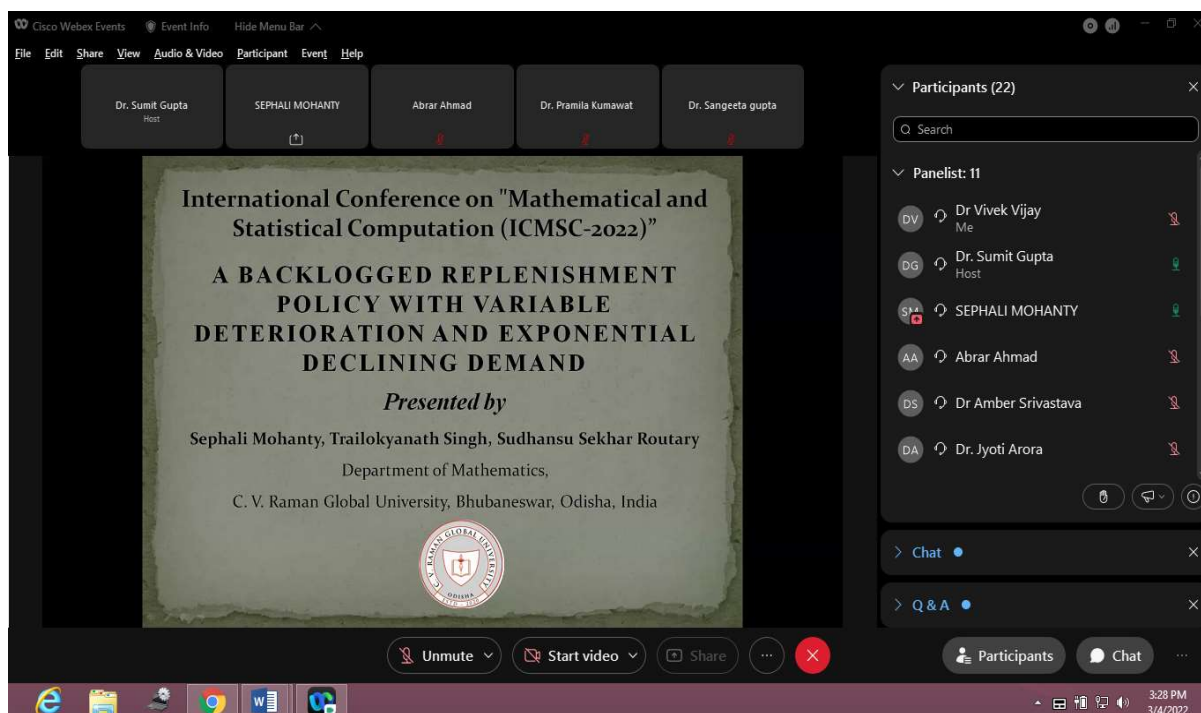 Cisco Webex Events Event Info Hide Menu Bar
File Edit Share View Audio & Video Participant Event Help
Dr. Sumit Gupta
Host
SEPHALI MOHANTY
Abrar Ahmad
Dr. Pramila Kumawat
Dr. Sangeeta gupta
International Conference on "Mathematical and
Statistical Computation (ICMSC-2022)”
A BACKLOGGED REPLENISHMENT
POLICY WITH VARIABLE
DETERIORATION AND EXPONENTIAL
DECLINING DEMAND
Presented by
Sephali Mohanty, Trailokyanath Singh, Sudhansu Sekhar Routary
Department of Mathematics,
C. V. Raman Global University, Bhubaneswar, Odisha, India
C. V. RAMAN GLOBAL UNIVERSITY
ODISHA
Participants (22)
Search
Panelist: 11
DV Dr Vivek Vijay
Me
DG Dr. Sumit Gupta
Host
SM SEPHALI MOHANTY
AA Abrar Ahmad
DS Dr Amber Srivastava
DA Dr. Jyoti Arora
Chat
Q & A
Unmute Start video Share Participants Chat
3:28 PM
3/4/2022